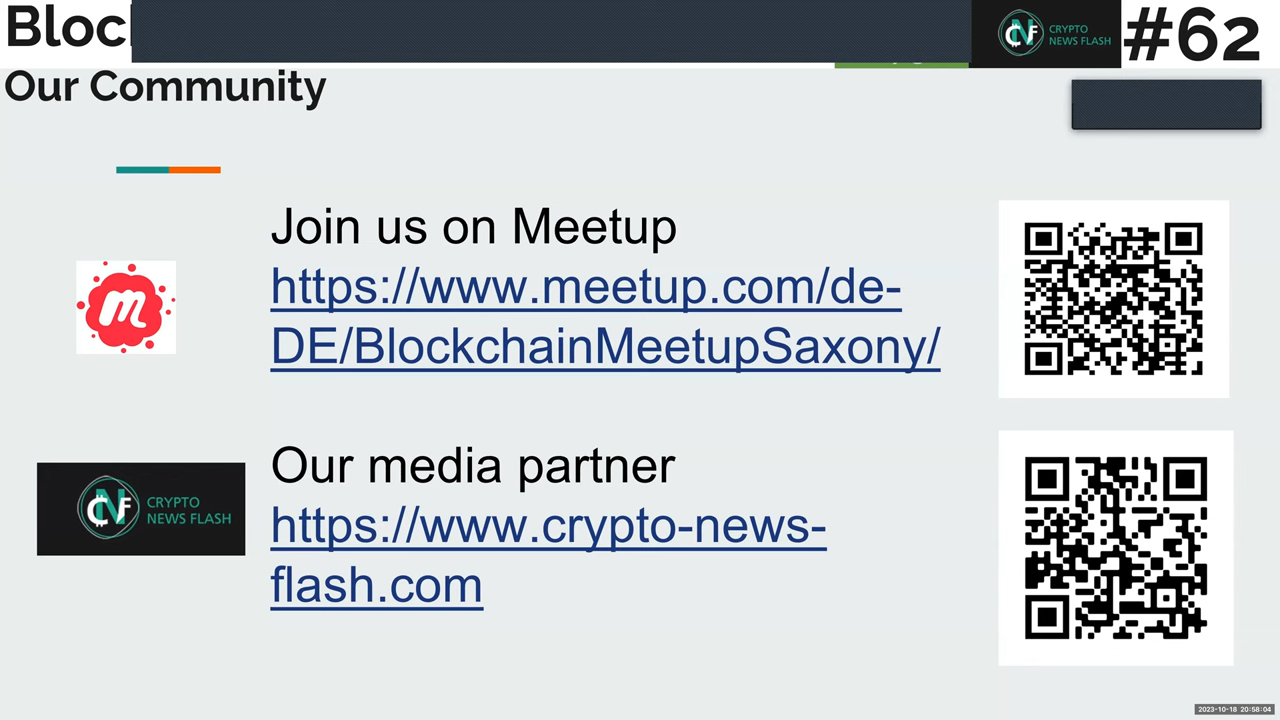 Bloc
CRYPTO
NEWS FLASH
#62
Our Community
Join us on Meetup
https://www.meetup.com/de-
DE/BlockchainMeetupSaxony/
m
Our media partner
CRYPTO
NEWS FLASH
https://www.crypto-news-
flash.com
2023-10-18 20:58:04